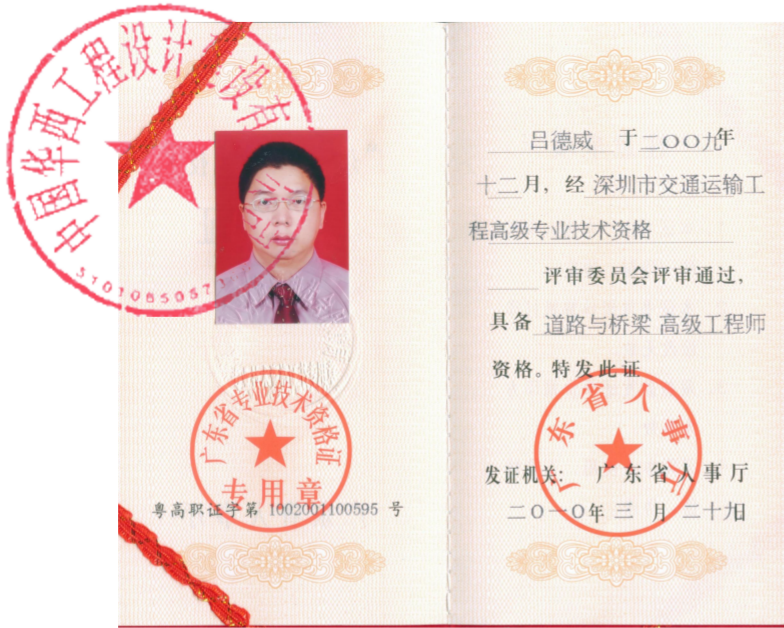 中国华西工程设计建设有
广东省专业技术资格证
专用章
粤高职证字第 1002001100595 号
吕德威 于二〇〇九年
十二月，经 深圳市交通运输工
程高级专业技术资格
评审委员会评审通过，
具备 道路与桥梁 高级工程师
资格。特发此证
广东省人事厅
发证机关： 广东省人事厅
二〇一〇年 三 月 二十九日